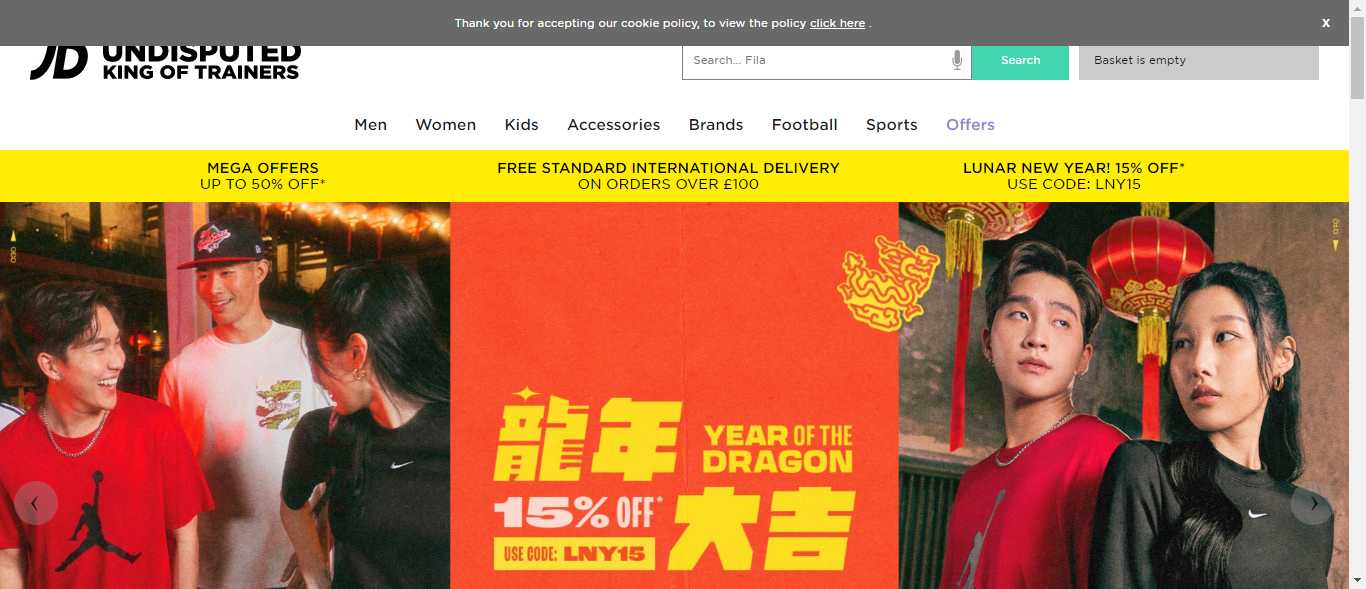 Thank you for accepting our cookie policy, to view the policy click here .
X
JD
UNDISPUTED
KING OF TRAINERS
Search... Fila
Search
Basket is empty
Men
Women
Kids
Accessories
Brands
Football
Sports
Offers
MEGA OFFERS
UP TO 50% OFF*
FREE STANDARD INTERNATIONAL DELIVERY
ON ORDERS OVER £100
LUNAR NEW YEAR! 15% OFF*
USE CODE: LNY15
龍年
YEAR OF THE
DRAGON
15% OFF*
USE CODE: LNY15
大吉